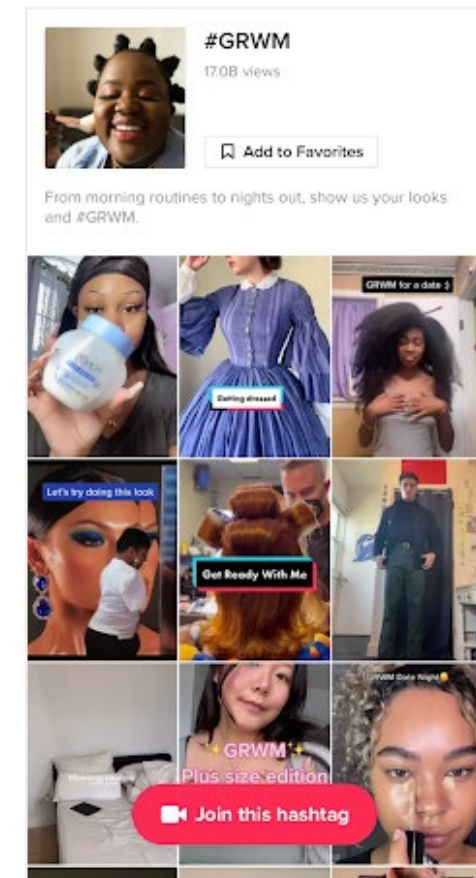 #GRWM
17.0B views
Add to Favorites
From morning routines to nights out, show us your looks
and #GRWM.
GRWM for a date :)
Getting dressed
Let's try doing this look
Get Ready With Me
GRWM Date Night
Morning routine
GRWM
Plus size edition
Join this hashtag